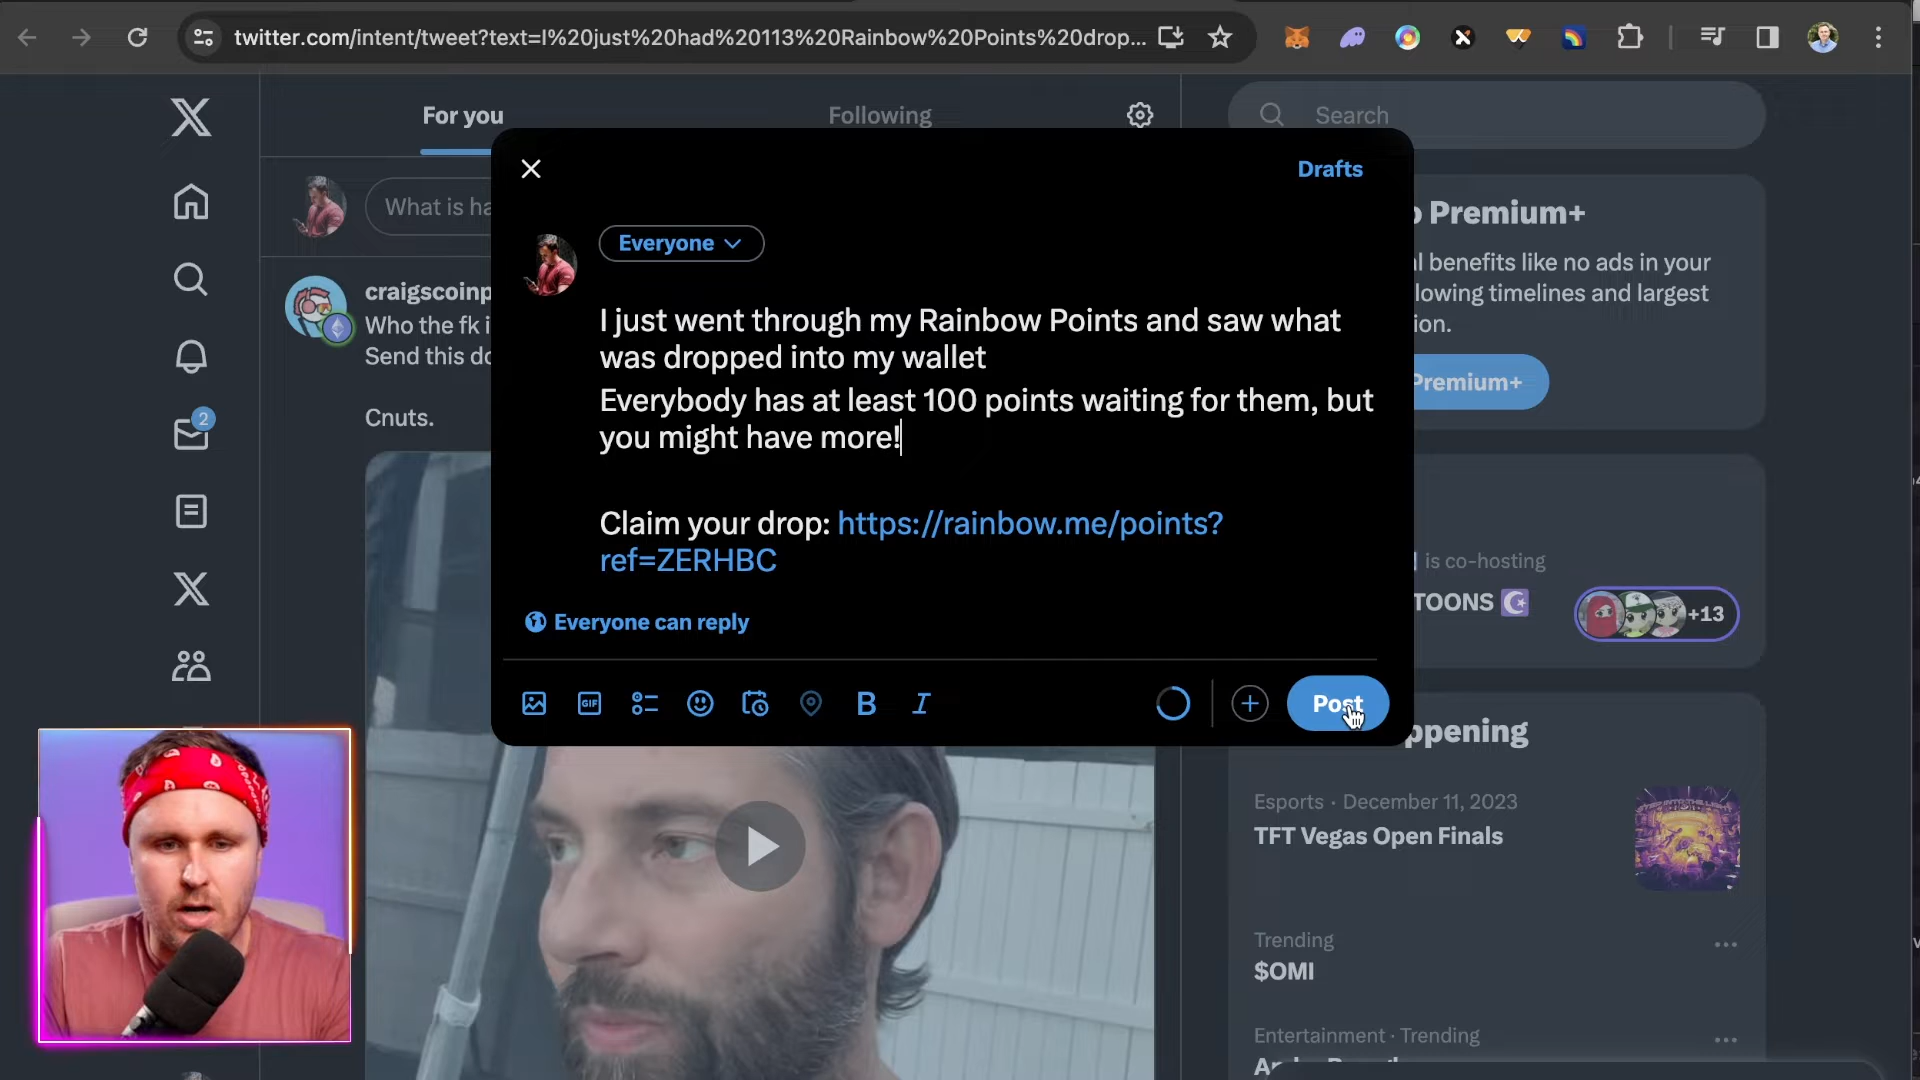 twitter.com/intent/tweet?text=I%20just%20had%20113%20Rainbow%20Points%20drop...
For you
Following
Search
Drafts
What is ha
Everyone
Premium+
l benefits like no ads in your
lowing timelines and largest
ion.
Premium+
craigscoinp
Who the fk i
Send this do
Cnuts.
I just went through my Rainbow Points and saw what
was dropped into my wallet
Everybody has at least 100 points waiting for them, but
you might have more!
Claim your drop: https://rainbow.me/points?
ref=ZERHBC
2
is co-hosting
TOONS
+13
Everyone can reply
GIF
B I
Post
ppening
Esports · December 11, 2023
TFT Vegas Open Finals
Trending
$OMI
Entertainment · Trending